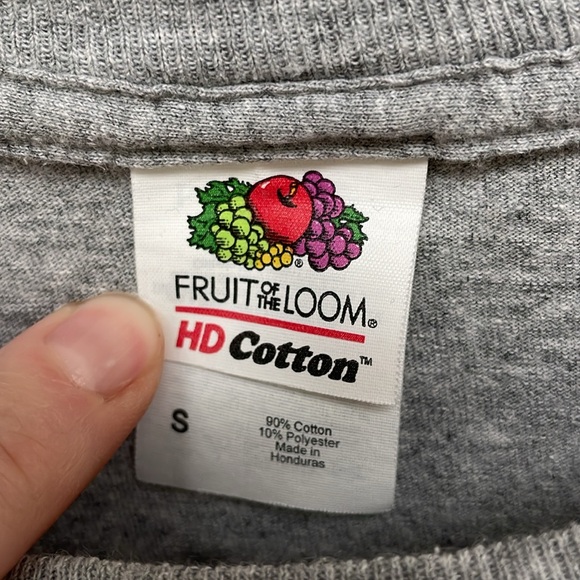 ®
FRUIT OF THE LOOM®
HD Cotton™
S
90% Cotton
10% Polyester
Made in
Honduras